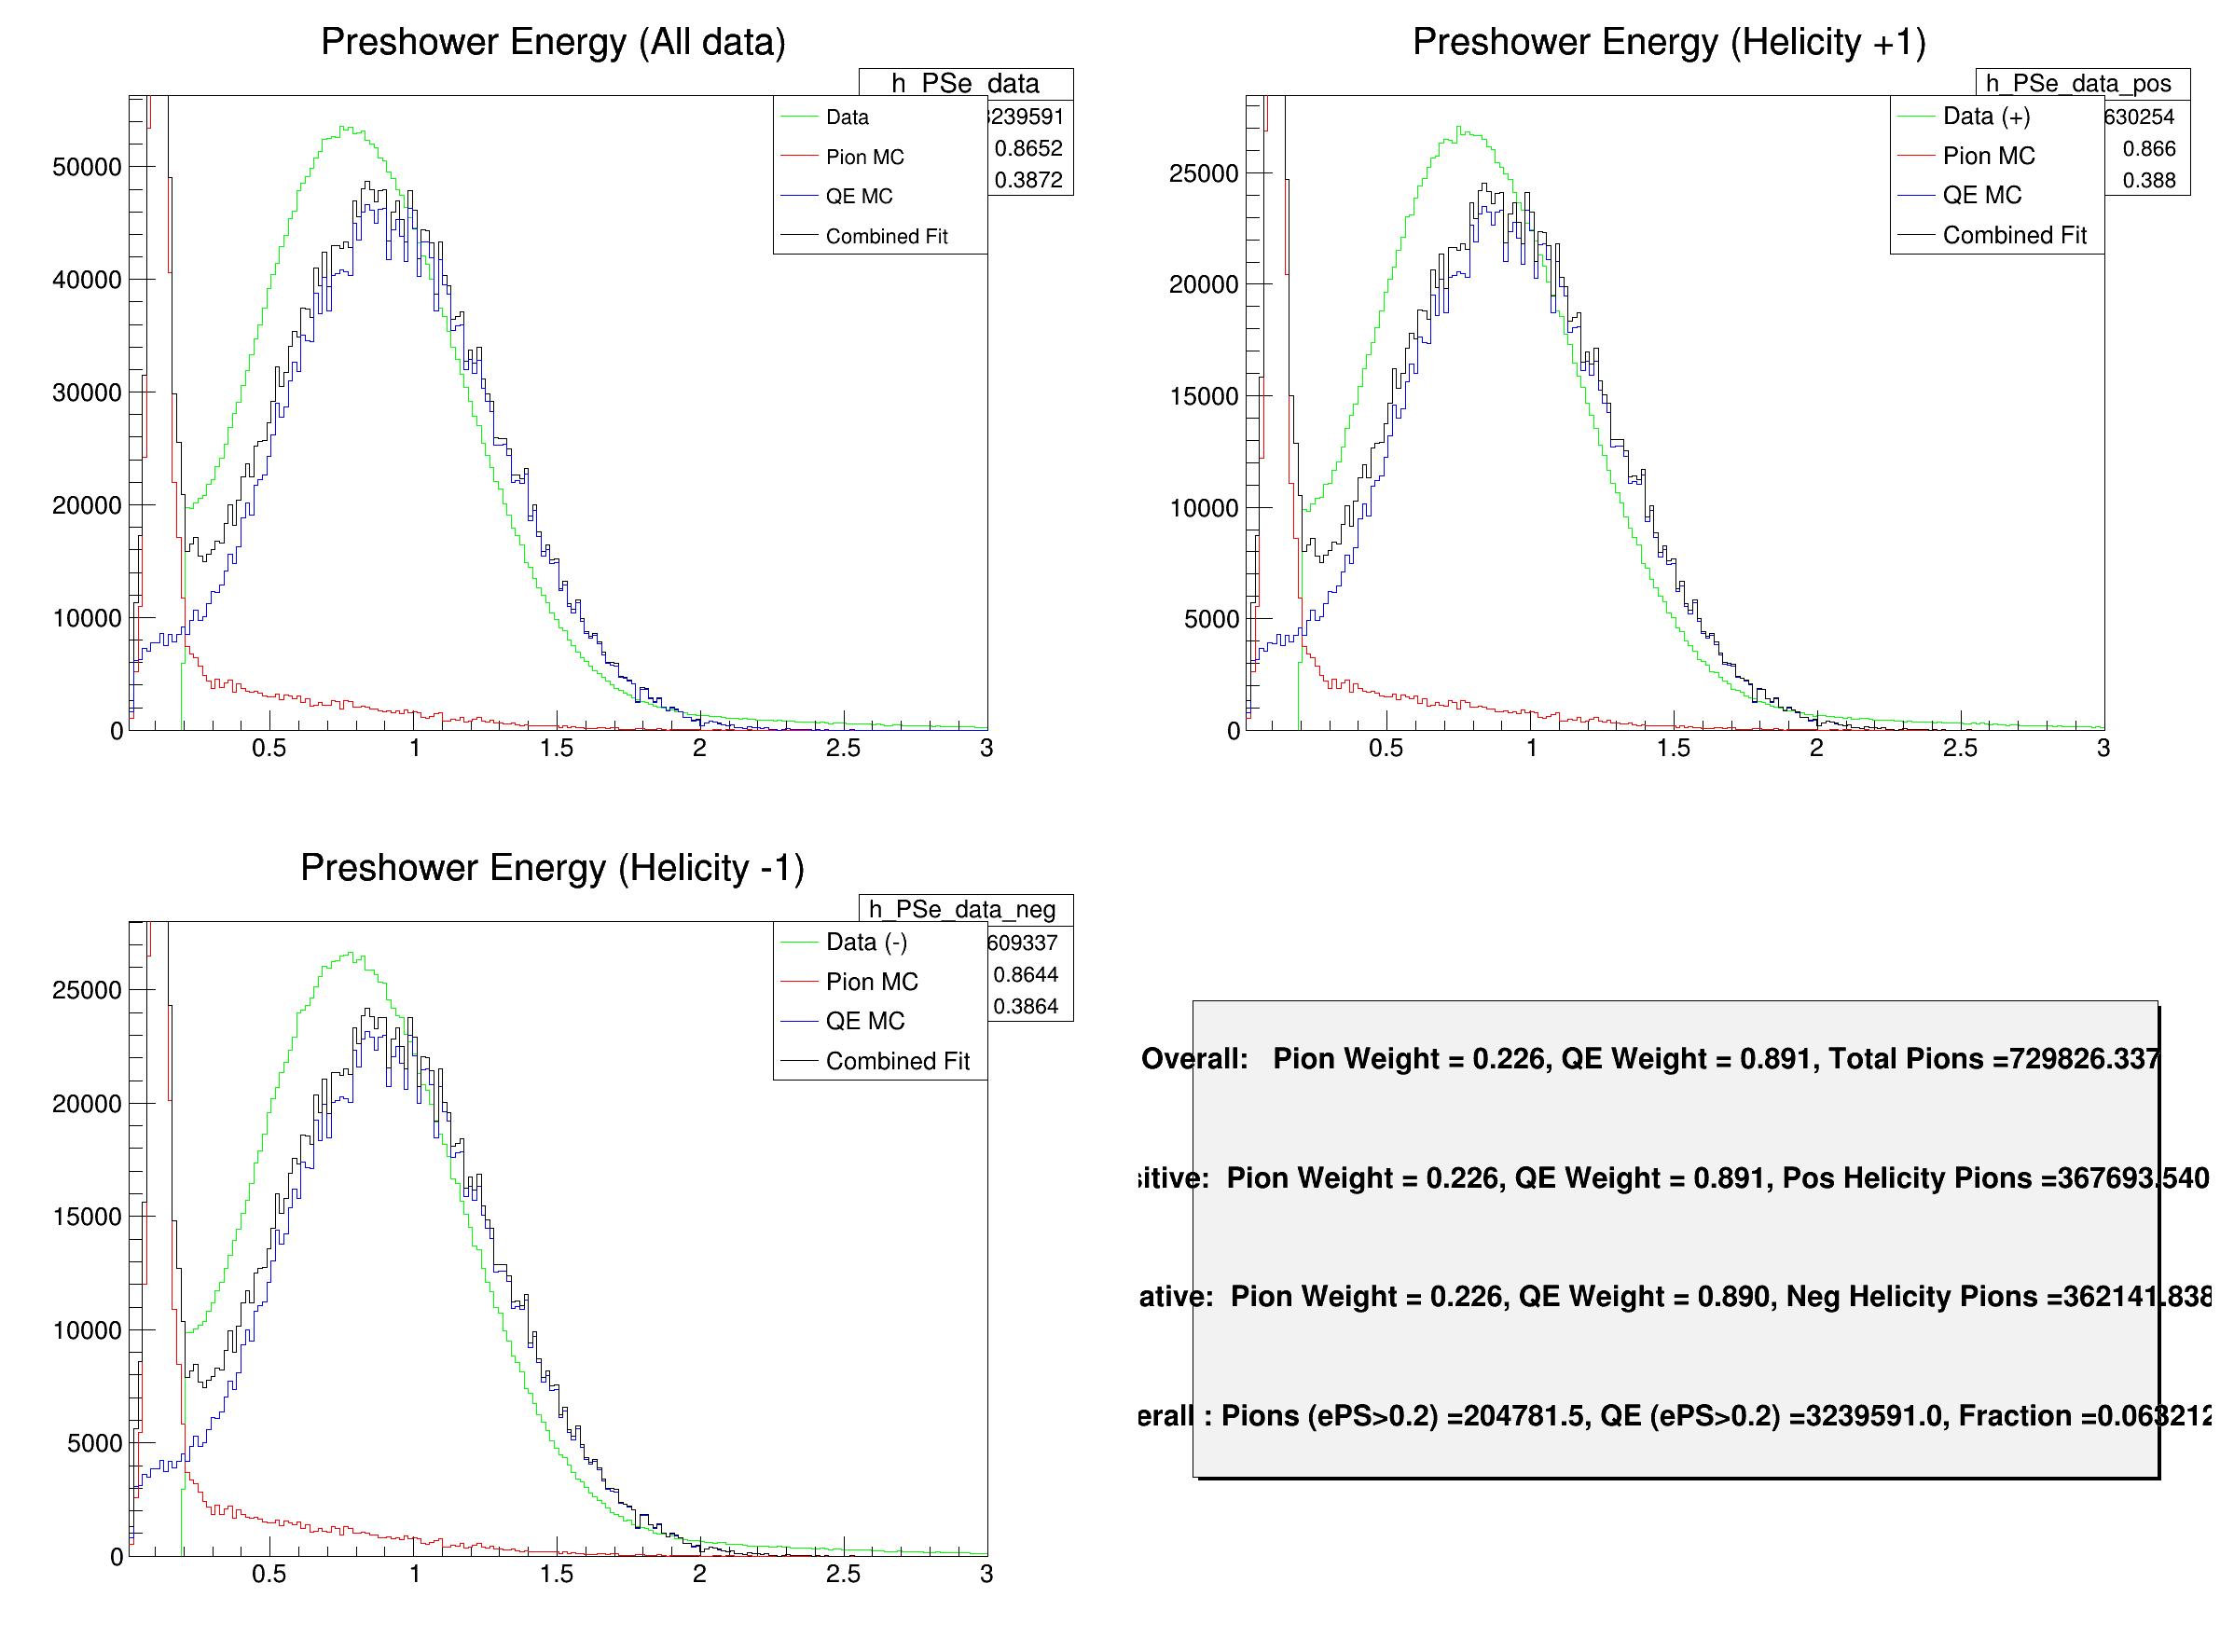 Preshower Energy (All data)
h_PSe_data
3239591
0.8652
0.3872
Data
Pion MC
QE MC
Combined Fit
50000
40000
30000
20000
10000
0
0.5
1
1.5
2
2.5
3
Preshower Energy (Helicity +1)
h_PSe_data_pos
630254
0.866
0.388
Data (+)
Pion MC
QE MC
Combined Fit
25000
20000
15000
10000
5000
0
0.5
1
1.5
2
2.5
3
Preshower Energy (Helicity -1)
h_PSe_data_neg
609337
0.8644
0.3864
Data (-)
Pion MC
QE MC
Combined Fit
25000
20000
15000
10000
5000
0
0.5
1
1.5
2
2.5
3
Overall: Pion Weight = 0.226, QE Weight = 0.891, Total Pions =729826.337
sitive: Pion Weight = 0.226, QE Weight = 0.891, Pos Helicity Pions =367693.540
ative: Pion Weight = 0.226, QE Weight = 0.890, Neg Helicity Pions =362141.838
erall : Pions (ePS>0.2) =204781.5, QE (ePS>0.2) =3239591.0, Fraction =0.063212